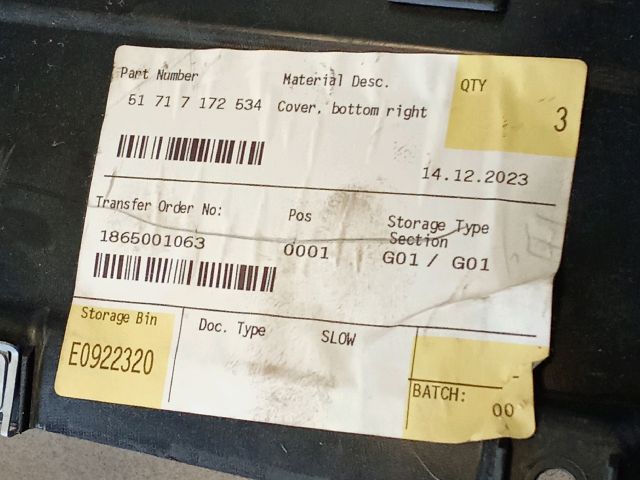 Part Number Material Desc. QTY
51 71 7 172 534 Cover, bottom right 3
14.12.2023
Transfer Order No: Pos Storage Type
Section
1865001063 0001 G01 / G01
Storage Bin Doc. Type SLOW
E0922320 -
BATCH: 00